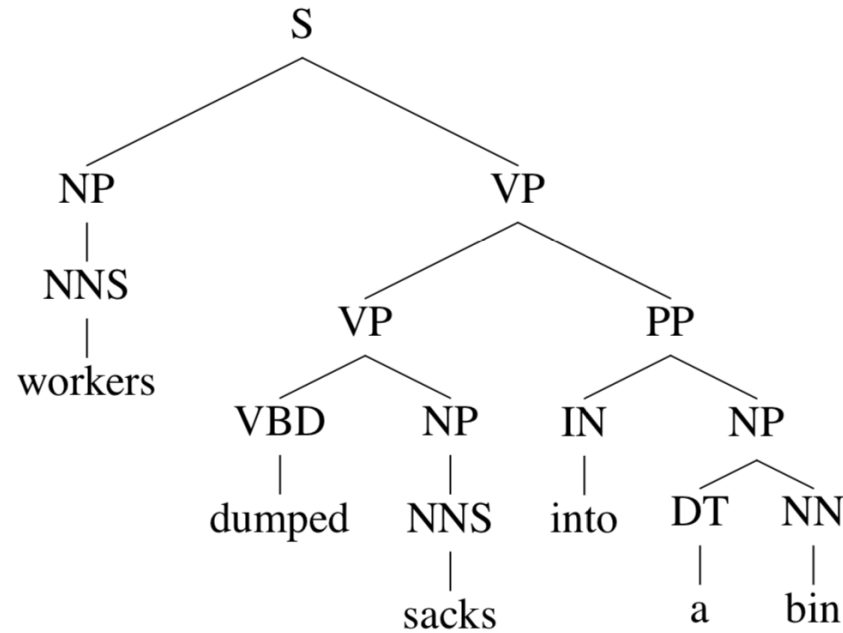 S
NP VP
NNS VP PP
workers VBD NP IN NP
dumped NNS into DT NN
sacks a bin